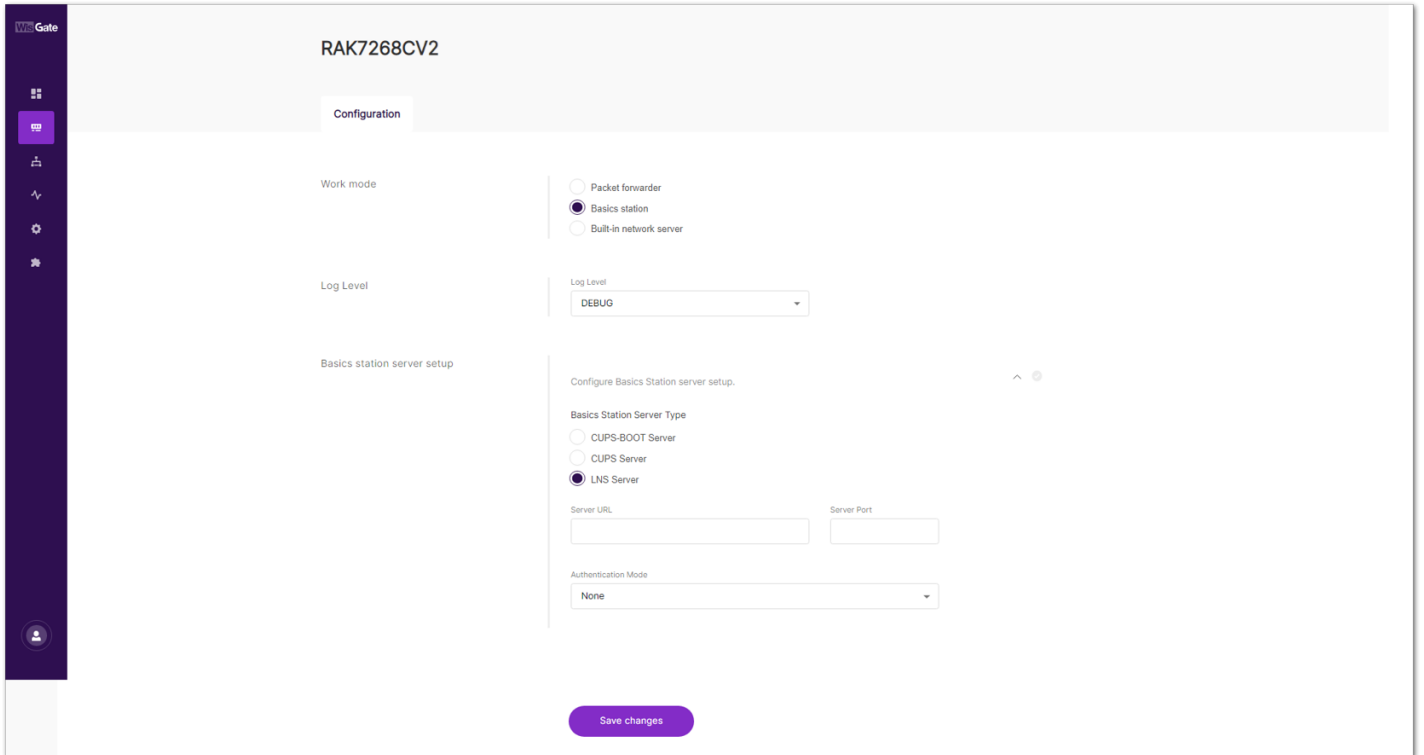 WisGate
RAK7268CV2
Configuration
Work mode
Packet forwarder
Basics station
Built-in network server
Log Level
Log Level
DEBUG
Basics station server setup
Configure Basics Station server setup.
Basics Station Server Type
CUPS-BOOT Server
CUPS Server
LNS Server
Server URL
Server Port
Authentication Mode
None
Save changes